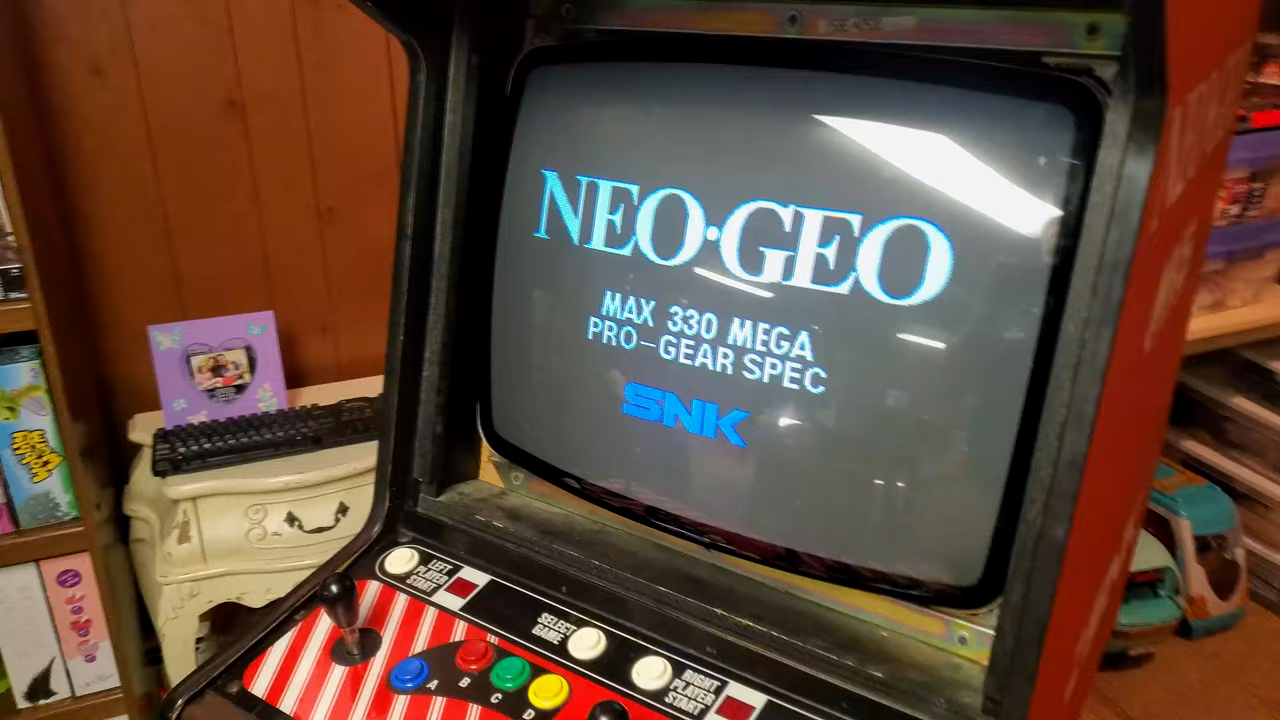 NEO·GEO
MAX 330 MEGA
PRO-GEAR SPEC
SNK
LEFT
PLAYER
START
SELECT
GAME
RIGHT
PLAYER
START
A
B
C
D